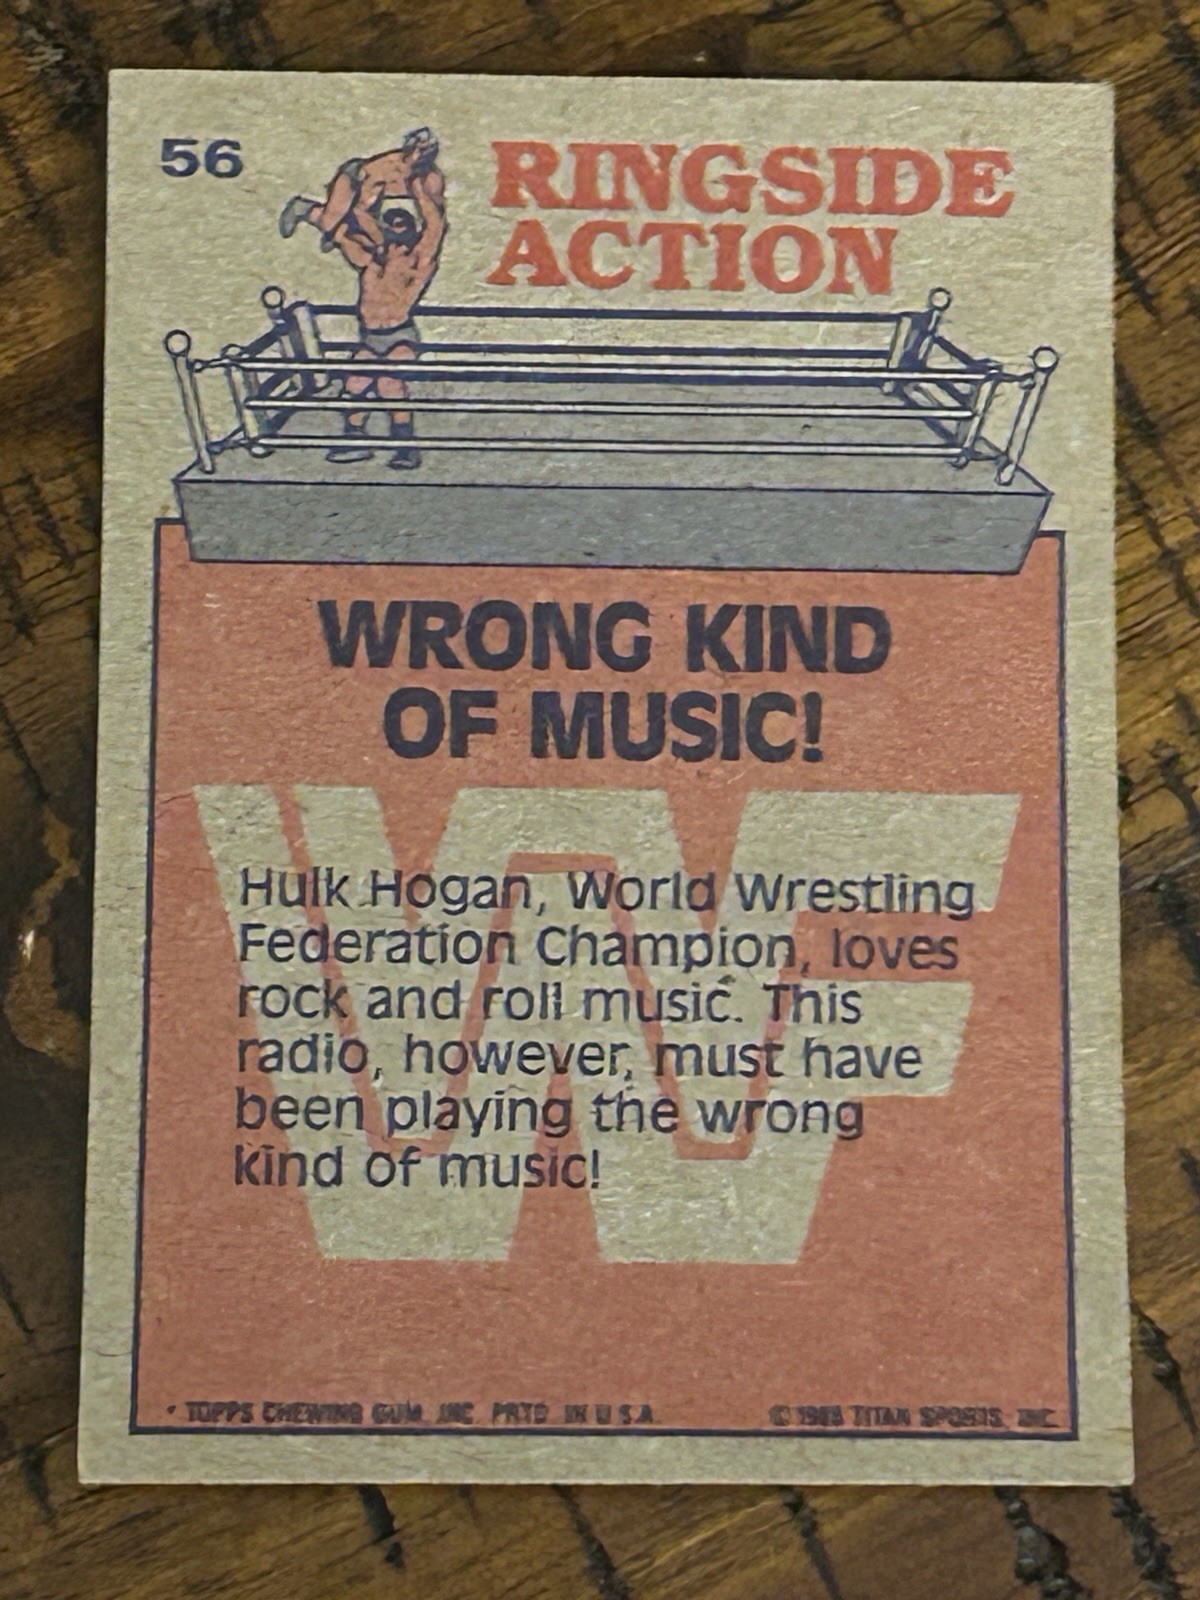 56
RINGSIDE
ACTION
WRONG KIND
OF MUSIC!
WF
Hulk Hogan, World Wrestling
Federation Champion, loves
rock and roll music. This
radio, however, must have
been playing the wrong
kind of music!
* TOPPS CHEWING GUM, INC. PRTD. IN U.S.A. © 1985 TITAN SPORTS, INC.